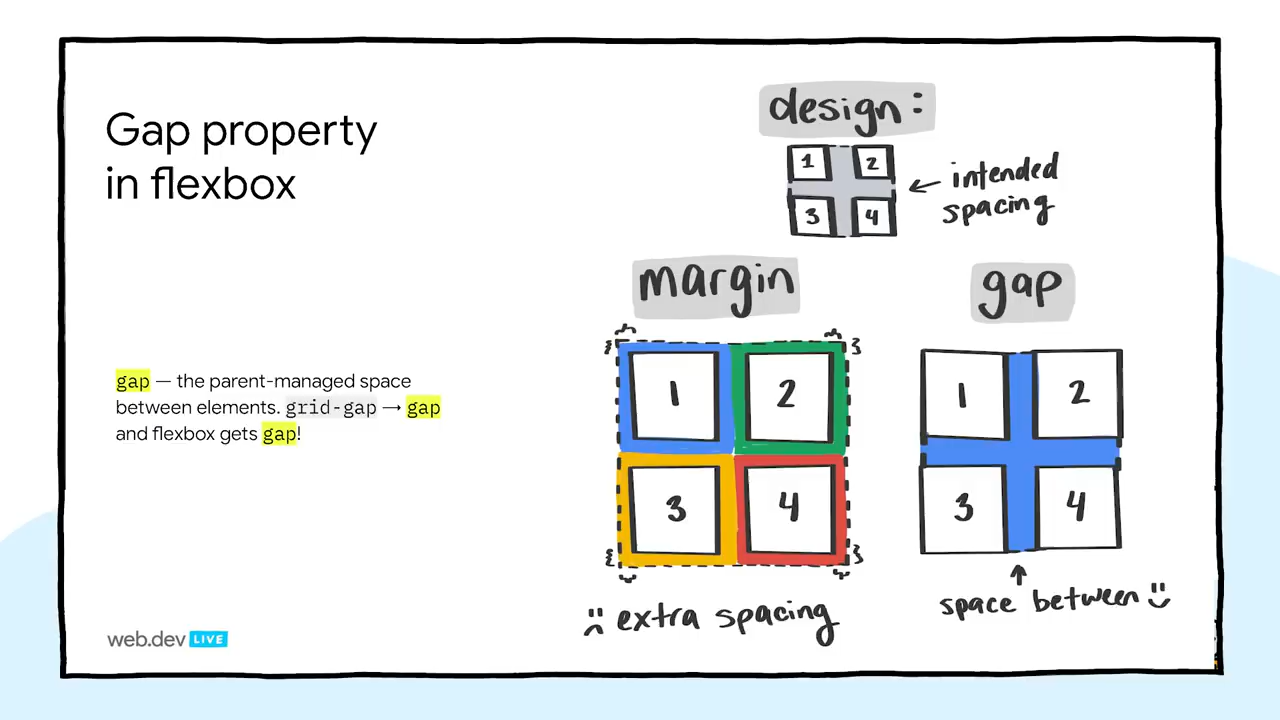 Gap property
in flexbox
gap — the parent-managed space
between elements. grid-gap → gap
and flexbox gets gap!
web.dev LIVE
design:
1 2
3 4
← intended
spacing
margin
1 2
3 4
extra spacing
gap
1 2
3 4
↑
space between